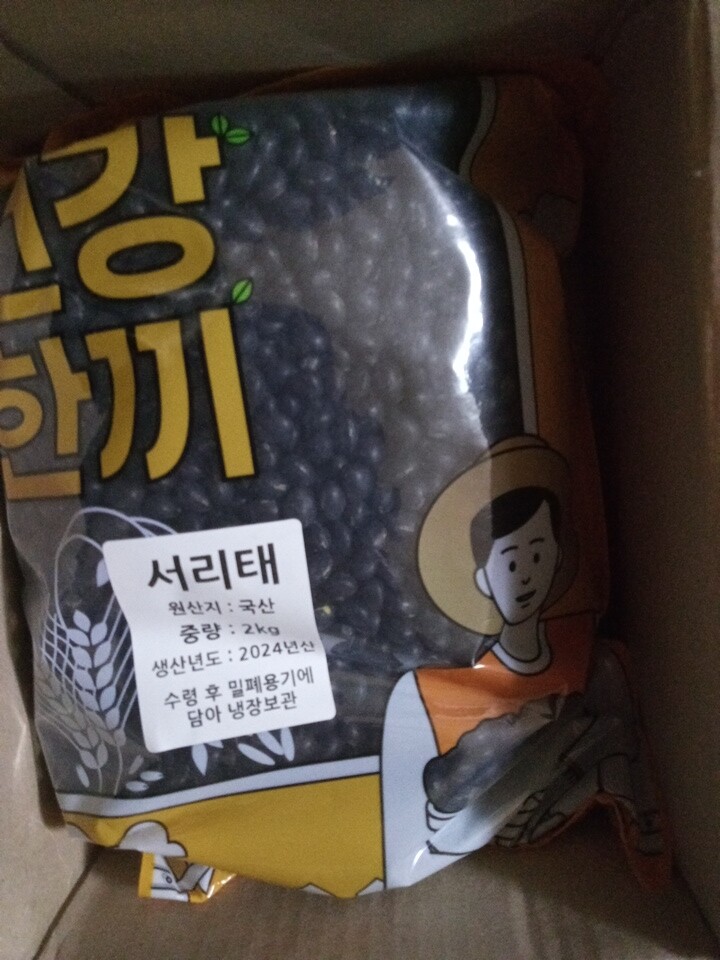 건강
한끼
서리태
원산지 : 국산
중량 : 2kg
생산년도 : 2024년산
수령 후 밀폐용기에
담아 냉장보관